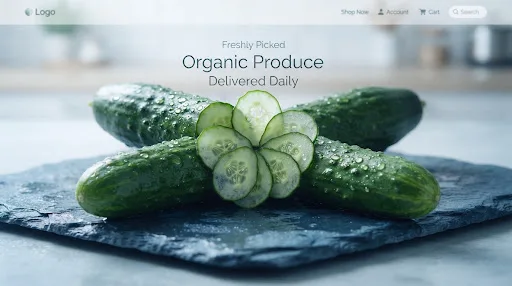 Logo
Shop Now Account Cart Search
Freshly Picked
Organic Produce
Delivered Daily